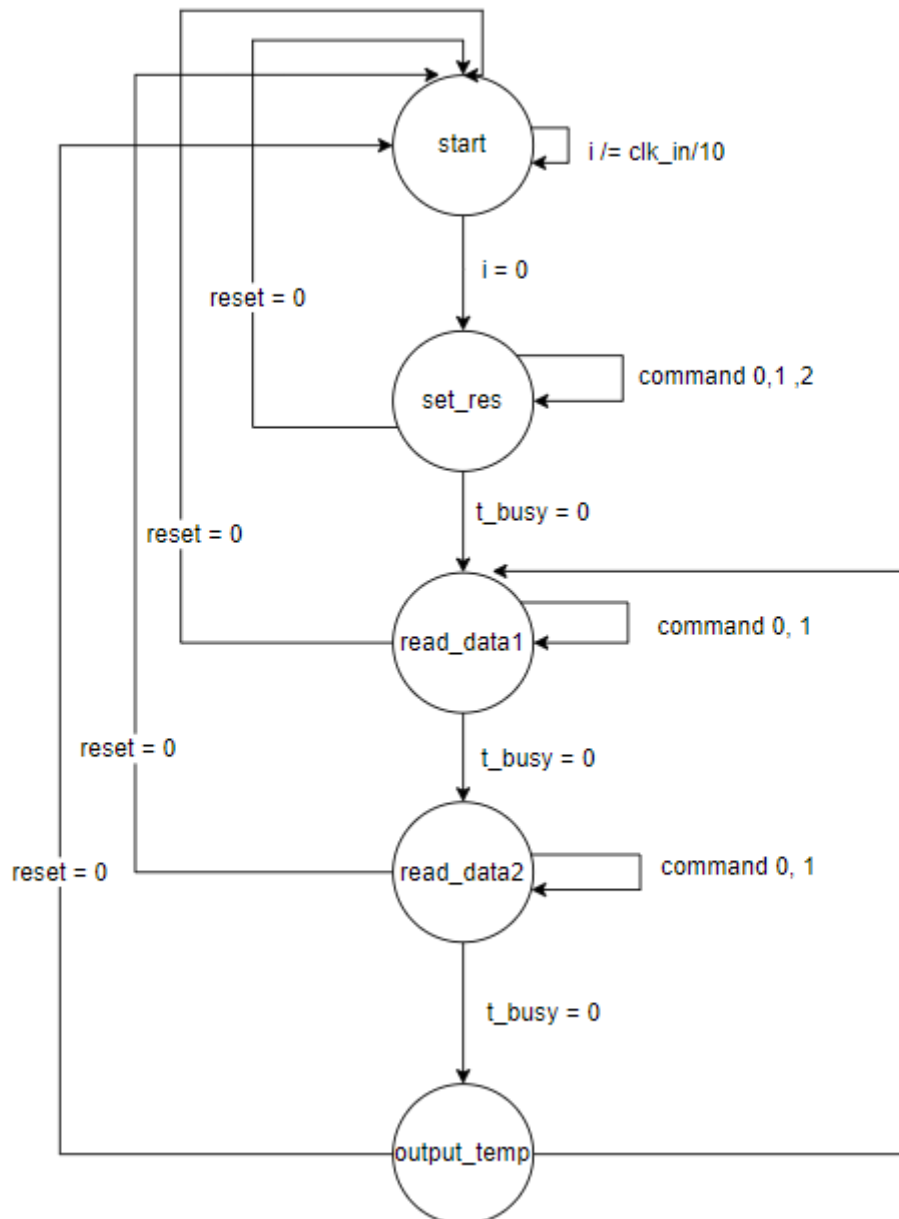 start
i /= clk_in/10
i = 0
reset = 0
command 0,1 ,2
set_res
t_busy = 0
reset = 0
command 0, 1
read_data1
reset = 0
t_busy = 0
command 0, 1
read_data2
reset = 0
t_busy = 0
output_temp